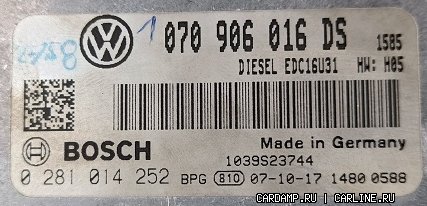 1 070 906 016 DS 1585
DIESEL EDC16U31 HW: H05
BOSCH
Made in Germany
1039S23744
0 281 014 252 BPG 810 07-10-17 1480 0588
CARDAMP.RU | CARLINE.RU